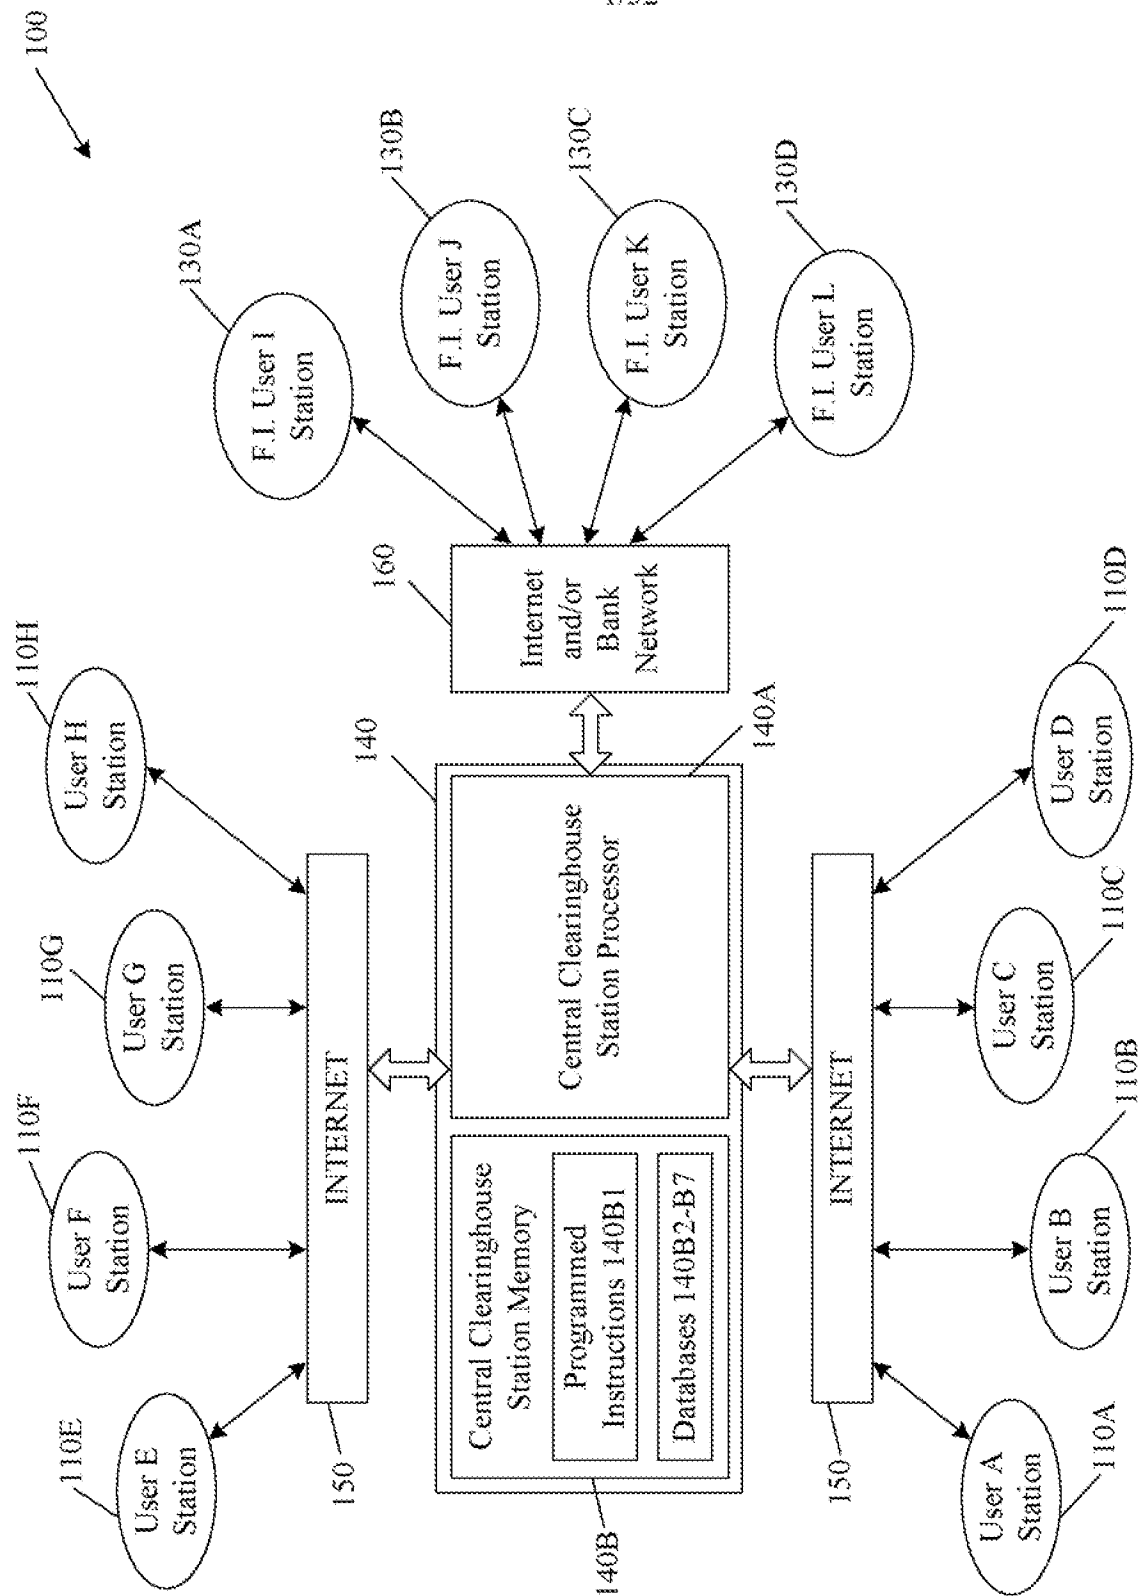 100
110E
User E
Station
110F
User F
Station
110G
User G
Station
110H
User H
Station
130A
F.I. User I
Station
130B
F.I. User J
Station
130C
F.I. User K
Station
130D
F.I. User L
Station
150
INTERNET
140
140B
Central Clearinghouse
Station Memory
Programmed
Instructions 140B1
Databases 140B2-B7
Central Clearinghouse
Station Processor
140A
160
Internet
and/or
Bank
Network
150
INTERNET
User A
Station
110A
User B
Station
110B
User C
Station
110C
User D
Station
110D